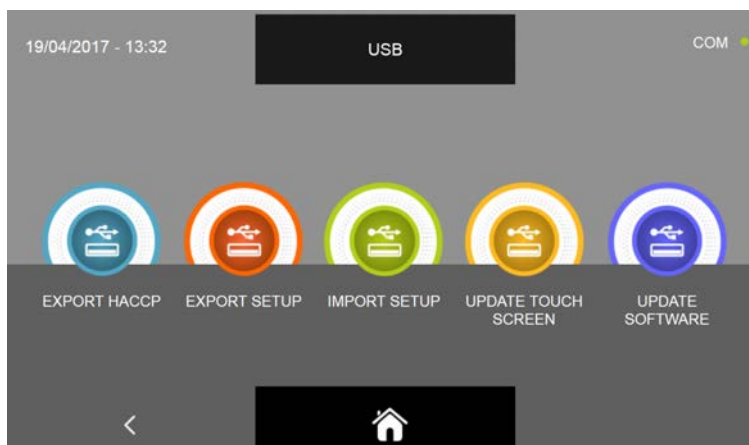 19/04/2017 - 13:32
USB
COM
EXPORT HACCP
EXPORT SETUP
IMPORT SETUP
UPDATE TOUCH
SCREEN
UPDATE
SOFTWARE